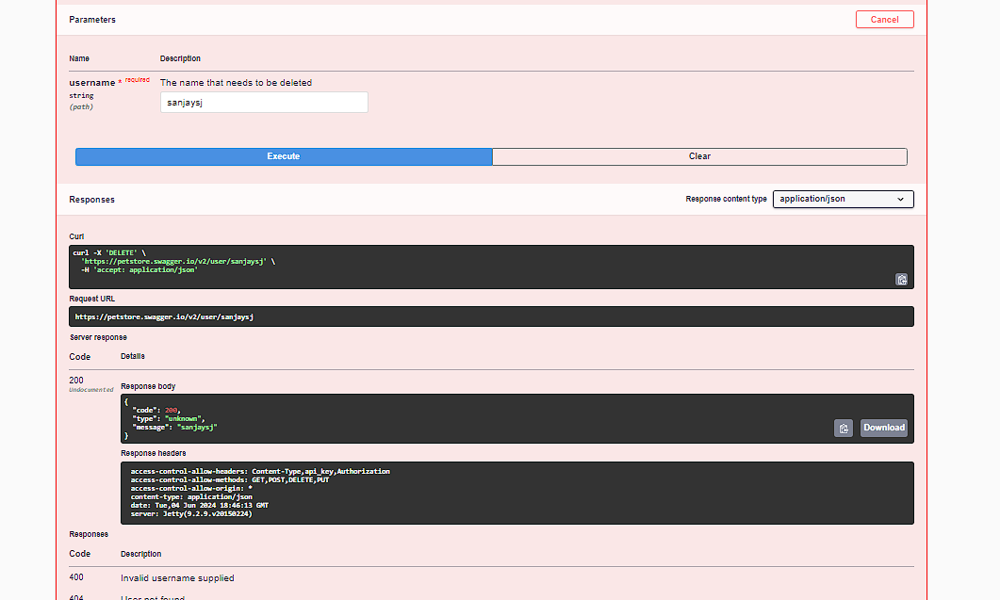 Parameters
Cancel
Name Description
username * required The name that needs to be deleted
string
(path)
sanjaysj
Execute Clear
Responses Response content type application/json
Curl
curl -X 'DELETE' \
'https://petstore.swagger.io/v2/user/sanjaysj' \
-H 'accept: application/json'
Request URL
https://petstore.swagger.io/v2/user/sanjaysj
Server response
Code Details
200
Undocumented
Response body
{
"code": 200,
"type": "unknown",
"message": "sanjaysj"
}
Download
Response headers
access-control-allow-headers: Content-Type,api_key,Authorization
access-control-allow-methods: GET,POST,DELETE,PUT
access-control-allow-origin: *
content-type: application/json
date: Tue,04 Jun 2024 18:46:13 GMT
server: Jetty(9.2.9.v20150224)
Responses
Code Description
400 Invalid username supplied
404 User not found